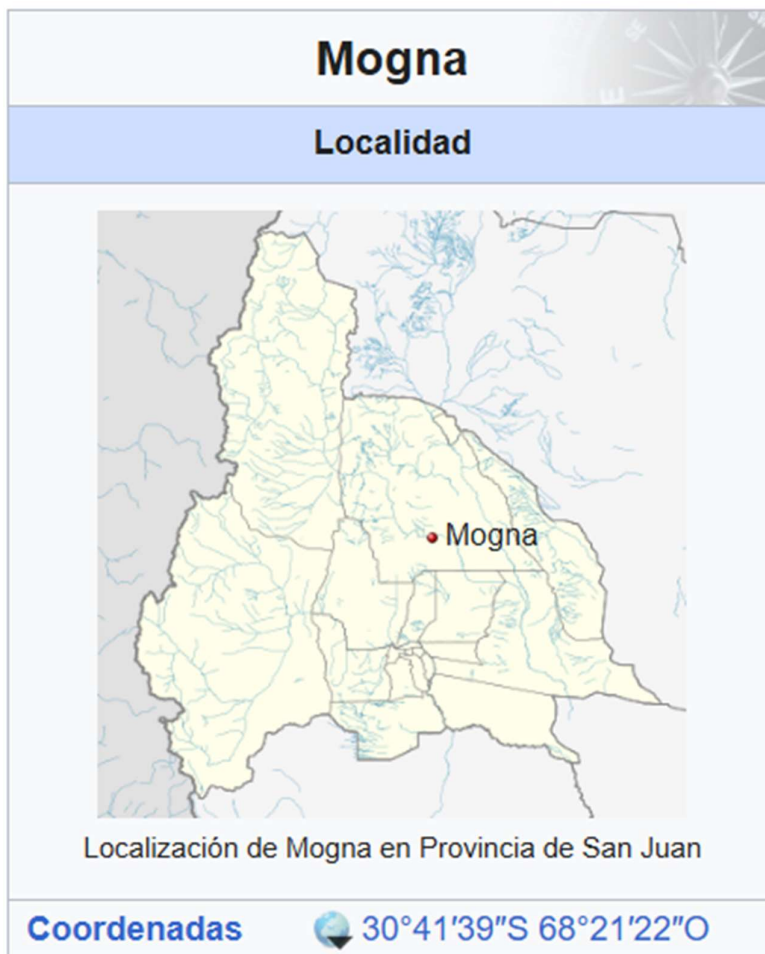 Mogna
Localidad
Mogna
Localización de Mogna en Provincia de San Juan
Coordenadas 30°41′39″S 68°21′22″O